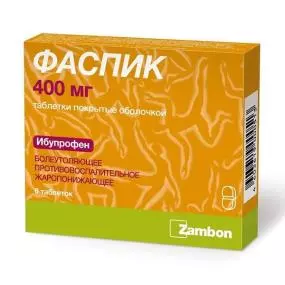 ФАСПИК
400 мг
таблетки покрытые оболочкой
Ибупрофен
БОЛЕУТОЛЯЮЩЕЕ
ПРОТИВОВОСПАЛИТЕЛЬНОЕ
ЖАРОПОНИЖАЮЩЕЕ
6 таблеток
Zambon